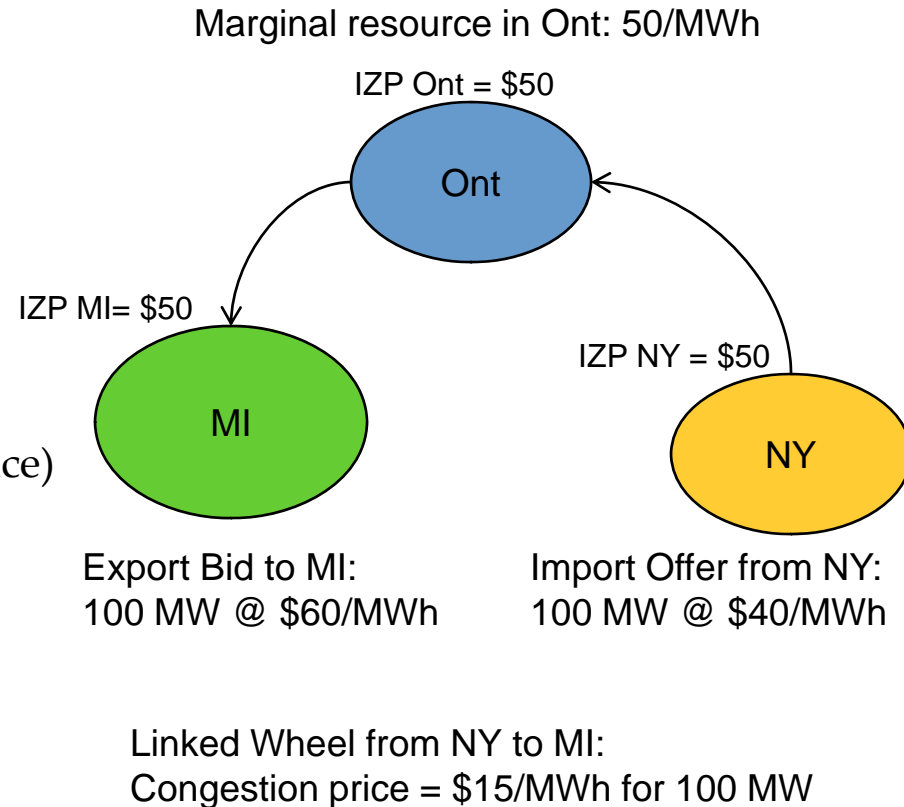 Marginal resource in Ont: 50/MWh
IZP Ont = $50
Ont
IZP MI= $50
IZP NY = $50
MI
NY
ce)
Export Bid to MI:
100 MW @ $60/MWh
Import Offer from NY:
100 MW @ $40/MWh
Linked Wheel from NY to MI:
Congestion price = $15/MWh for 100 MW